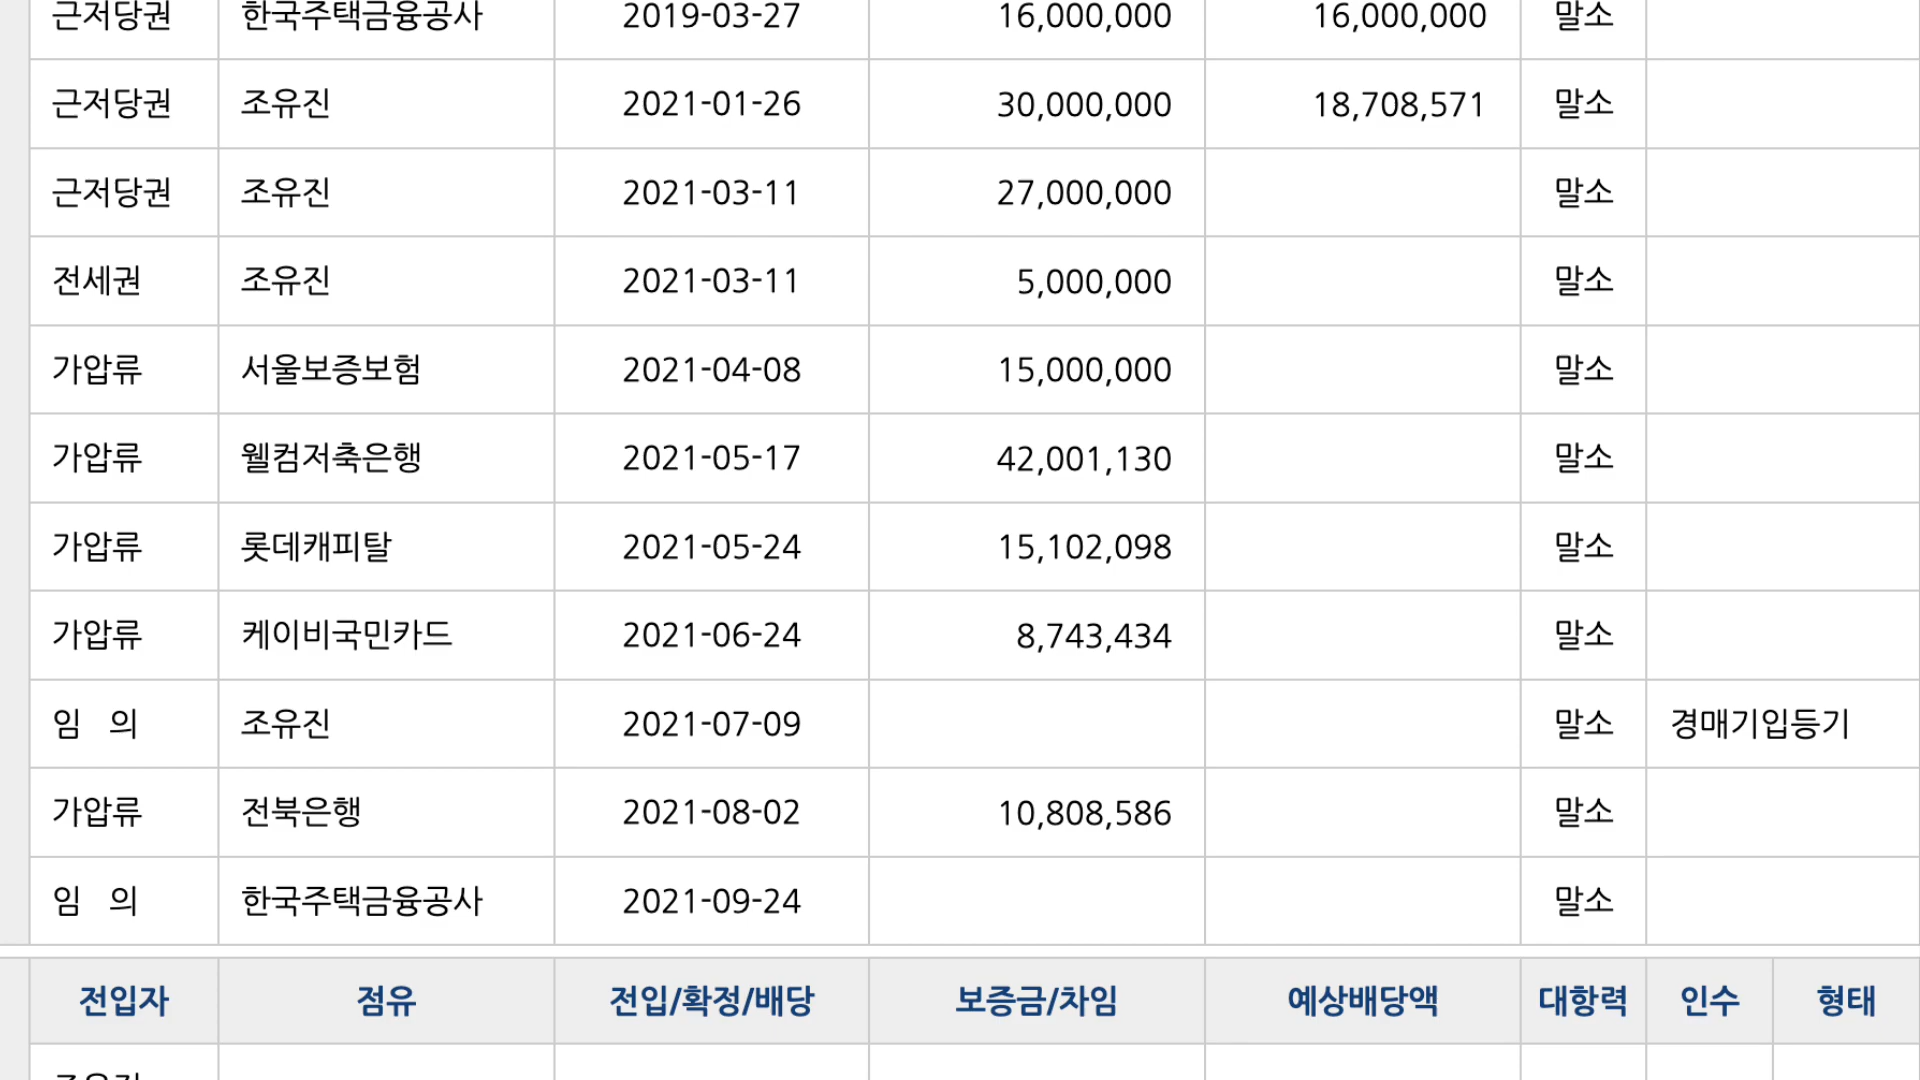 근저당권 한국주택금융공사 2019-03-27 16,000,000 16,000,000 말소
근저당권 조유진 2021-01-26 30,000,000 18,708,571 말소
근저당권 조유진 2021-03-11 27,000,000 말소
전세권 조유진 2021-03-11 5,000,000 말소
가압류 서울보증보험 2021-04-08 15,000,000 말소
가압류 웰컴저축은행 2021-05-17 42,001,130 말소
가압류 롯데캐피탈 2021-05-24 15,102,098 말소
가압류 케이비국민카드 2021-06-24 8,743,434 말소
임 의 조유진 2021-07-09 말소 경매기입등기
가압류 전북은행 2021-08-02 10,808,586 말소
임 의 한국주택금융공사 2021-09-24 말소
전입자 점유 전입/확정/배당 보증금/차임 예상배당액 대항력 인수 형태